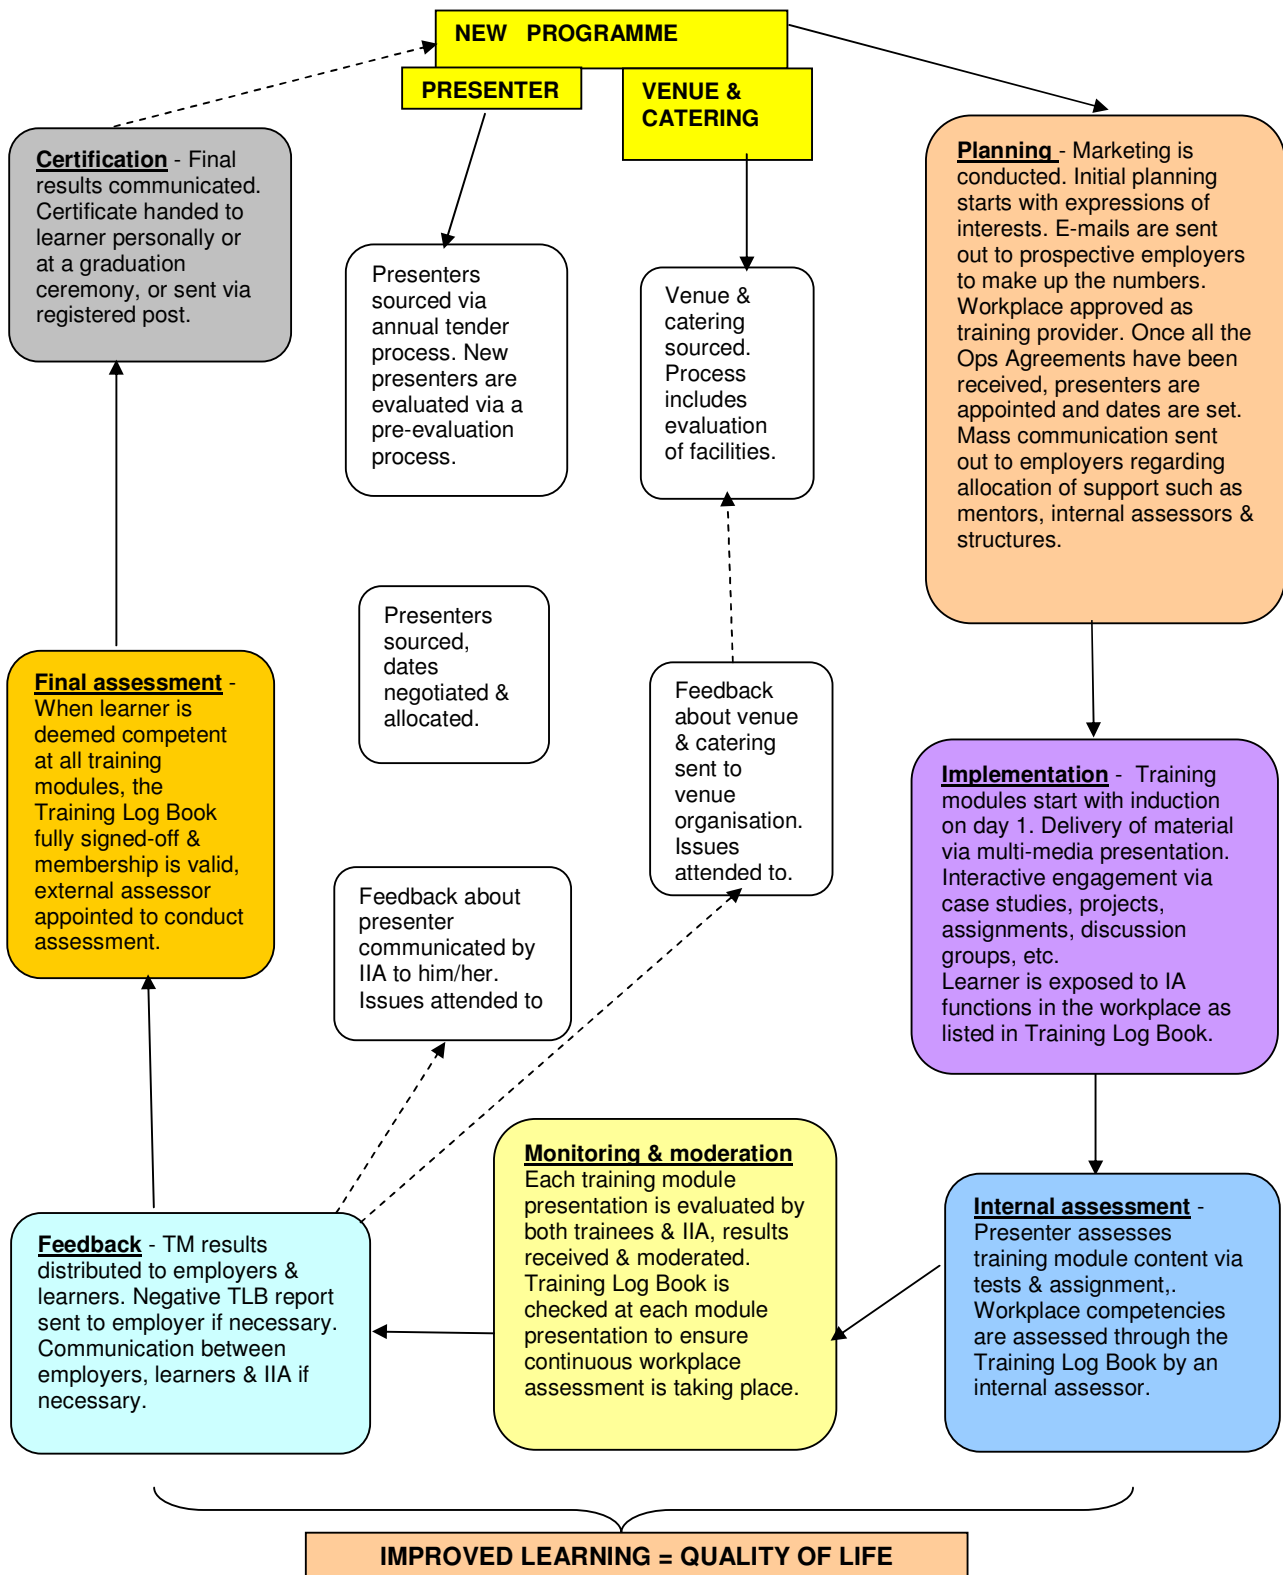 NEW PROGRAMME
PRESENTER
VENUE &
CATERING
Certification - Final
results communicated.
Certificate handed to
learner personally or
at a graduation
ceremony, or sent via
registered post.
Presenters
sourced via
annual tender
process. New
presenters are
evaluated via a
pre-evaluation
process.
Venue &
catering
sourced.
Process
includes
evaluation
of facilities.
Planning - Marketing is
conducted. Initial planning
starts with expressions of
interests. E-mails are sent
out to prospective employers
to make up the numbers.
Workplace approved as
training provider. Once all the
Ops Agreements have been
received, presenters are
appointed and dates are set.
Mass communication sent
out to employers regarding
allocation of support such as
mentors, internal assessors &
structures.
Presenters
sourced,
dates
negotiated &
allocated.
Final assessment -
When learner is
deemed competent
at all training
modules, the
Training Log Book
fully signed-off &
membership is valid,
external assessor
appointed to conduct
assessment.
Feedback
about venue
& catering
sent to
venue
organisation.
Issues
attended to.
Implementation - Training
modules start with induction
on day 1. Delivery of material
via multi-media presentation.
Interactive engagement via
case studies, projects,
assignments, discussion
groups, etc.
Learner is exposed to IA
functions in the workplace as
listed in Training Log Book.
Feedback about
presenter
communicated by
IIA to him/her.
Issues attended to
Monitoring & moderation
Each training module
presentation is evaluated by
both trainees & IIA, results
received & moderated.
Training Log Book is
checked at each module
presentation to ensure
continuous workplace
assessment is taking place.
Internal assessment -
Presenter assesses
training module content via
tests & assignment,.
Workplace competencies
are assessed through the
Training Log Book by an
internal assessor.
Feedback - TM results
distributed to employers &
learners. Negative TLB report
sent to employer if necessary.
Communication between
employers, learners & IIA if
necessary.
IMPROVED LEARNING = QUALITY OF LIFE